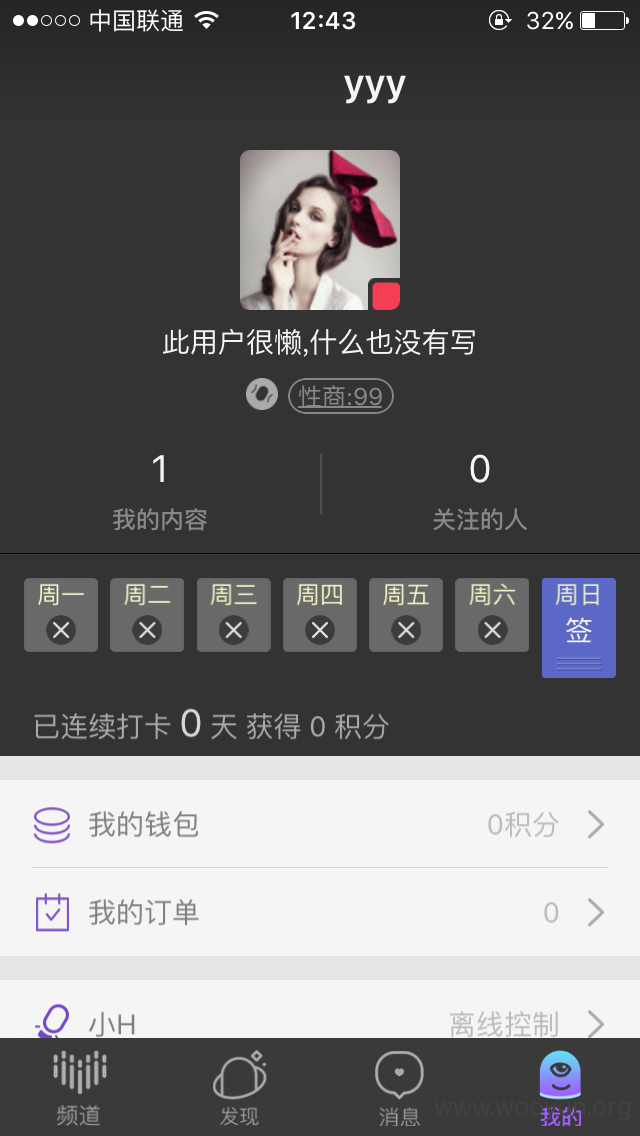 中国联通 12:43 32%
yyy
此用户很懒,什么也没有写
性商:99
1 0
我的内容 关注的人
周一 周二 周三 周四 周五 周六 周日
签
已连续打卡 0 天 获得 0 积分
我的钱包 0积分
我的订单 0
小H 离线控制
频道 发现 消息 我的